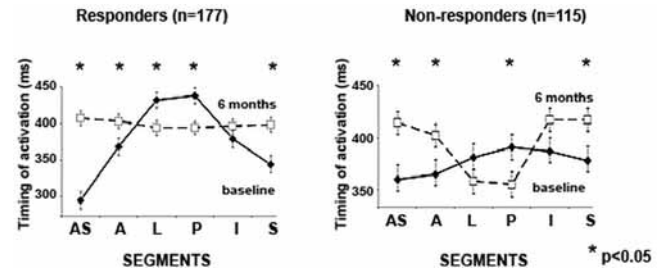 Responders (n=177)
* * * * *
Timing of activation (ms)
450
400
350
300
6 months
baseline
AS A L P I S
SEGMENTS
Non-responders (n=115)
* * * *
Timing of activation (ms)
450
400
350
6 months
baseline
AS A L P I S
SEGMENTS
* p<0.05